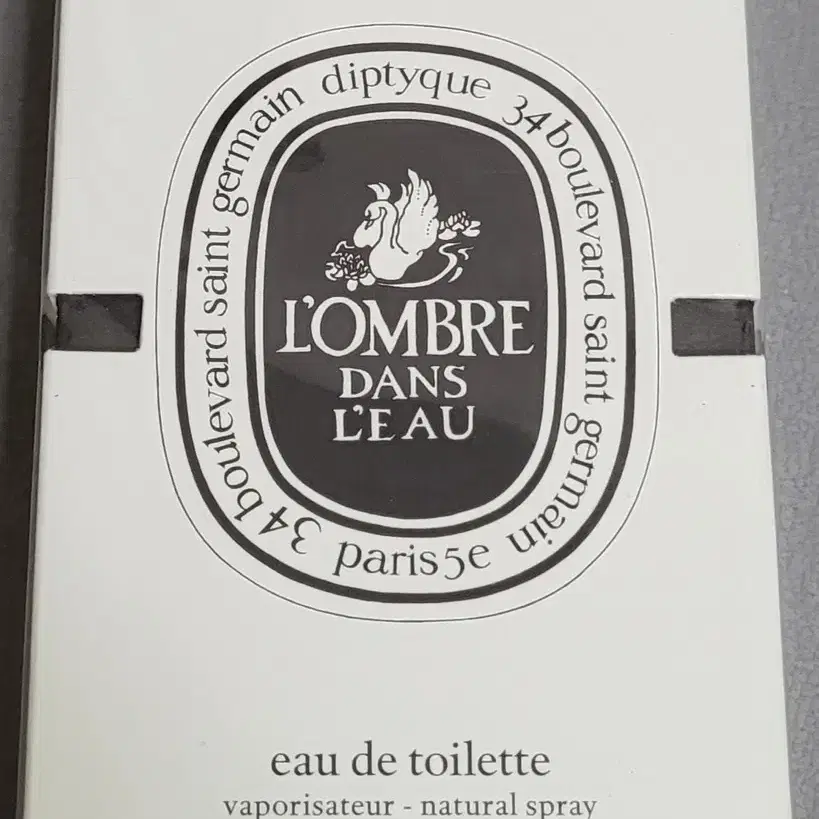 diptyque
34 boulevard saint germain
34 boulevard saint germain
paris 5e
L'OMBRE
DANS
L'EAU
eau de toilette
vaporisateur - natural spray